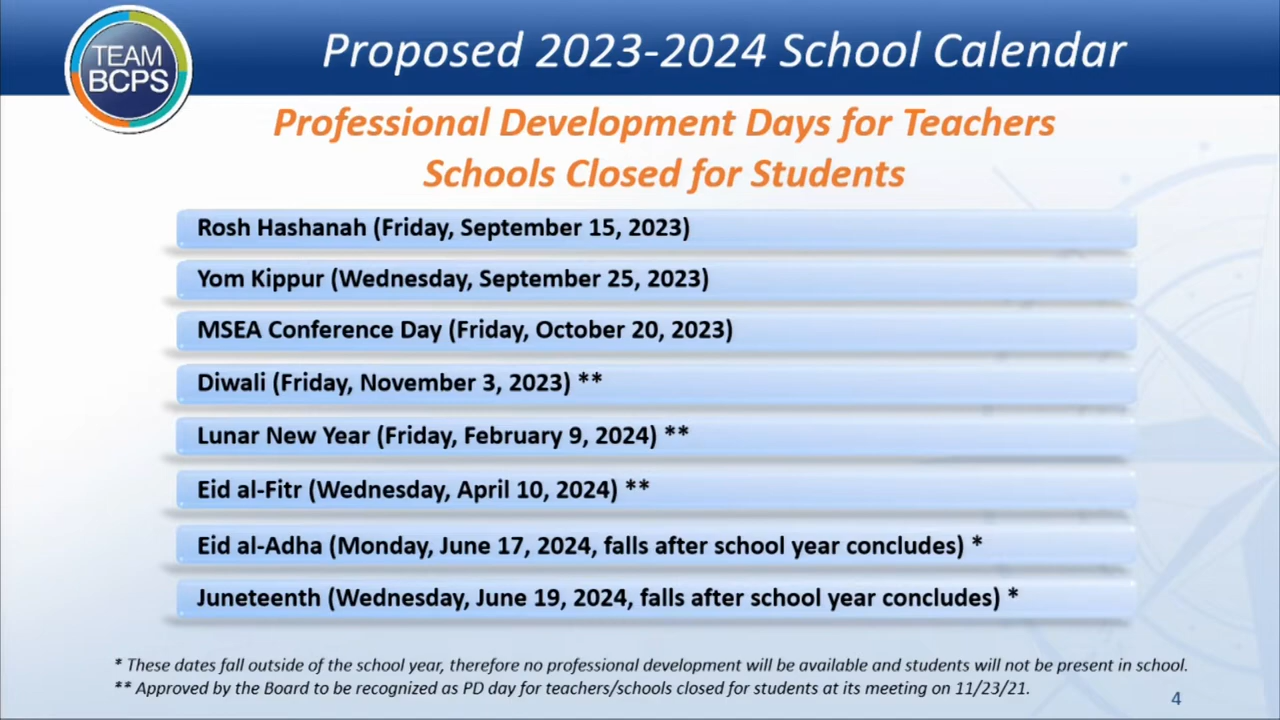 TEAM
BCPS
Proposed 2023-2024 School Calendar
Professional Development Days for Teachers
Schools Closed for Students
Rosh Hashanah (Friday, September 15, 2023)
Yom Kippur (Wednesday, September 25, 2023)
MSEA Conference Day (Friday, October 20, 2023)
Diwali (Friday, November 3, 2023) **
Lunar New Year (Friday, February 9, 2024) **
Eid al-Fitr (Wednesday, April 10, 2024) **
Eid al-Adha (Monday, June 17, 2024, falls after school year concludes) *
Juneteenth (Wednesday, June 19, 2024, falls after school year concludes) *
* These dates fall outside of the school year, therefore no professional development will be available and students will not be present in school.
** Approved by the Board to be recognized as PD day for teachers/schools closed for students at its meeting on 11/23/21.
4